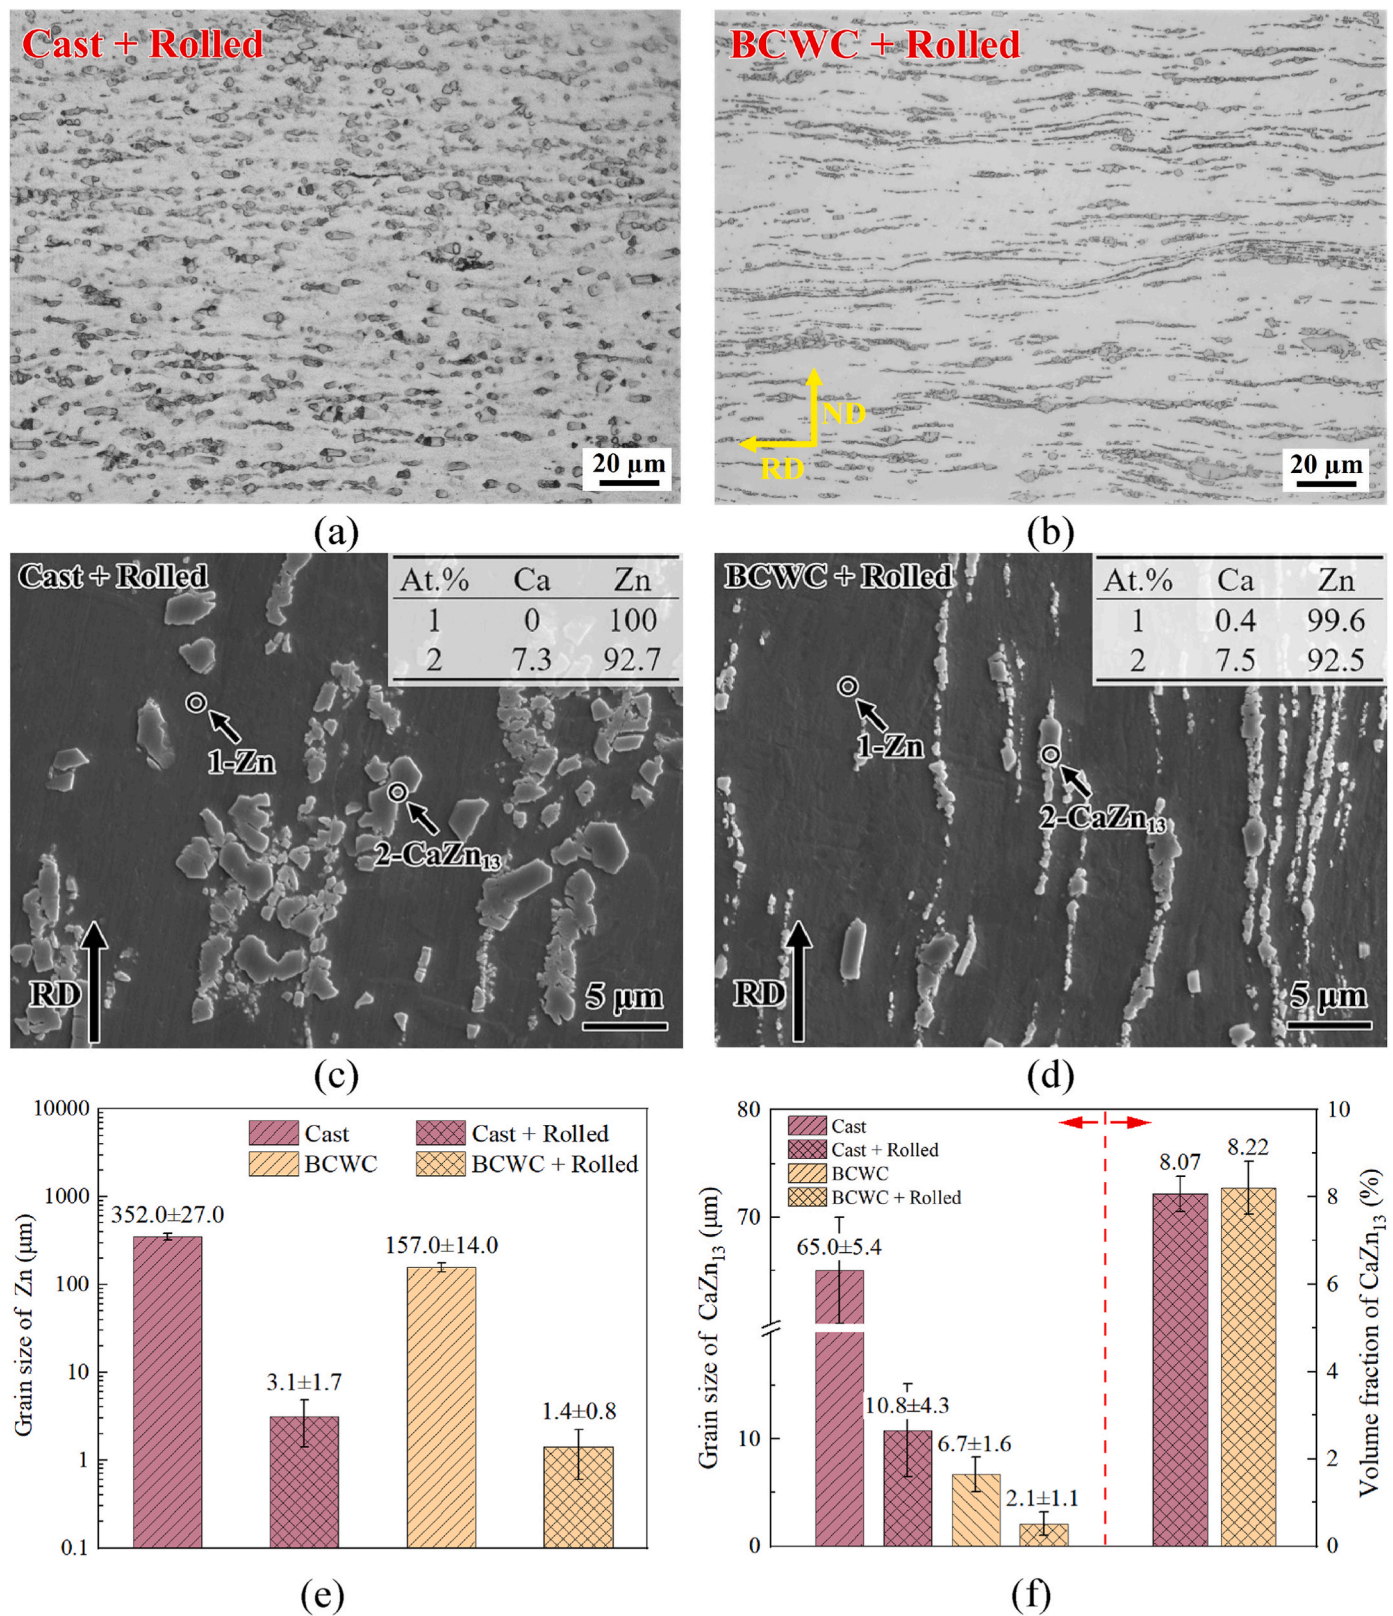 Cast + Rolled
20 µm
(a)
BCWC + Rolled
ND
RD
20 µm
(b)
Cast + Rolled
At.% Ca Zn
1 0 100
2 7.3 92.7
1-Zn
2-CaZn₁₃
RD
5 µm
(c)
BCWC + Rolled
At.% Ca Zn
1 0.4 99.6
2 7.5 92.5
1-Zn
2-CaZn₁₃
RD
5 µm
(d)
Grain size of Zn (µm)
10000
1000
100
10
1
0.1
Cast
Cast + Rolled
BCWC
BCWC + Rolled
352.0±27.0
3.1±1.7
157.0±14.0
1.4±0.8
(e)
Grain size of CaZn₁₃ (µm)
80
70
10
0
Cast
Cast + Rolled
BCWC
BCWC + Rolled
65.0±5.4
10.8±4.3
6.7±1.6
2.1±1.1
8.07
8.22
10
8
6
4
2
0
Volume fraction of CaZn₁₃ (%)
(f)